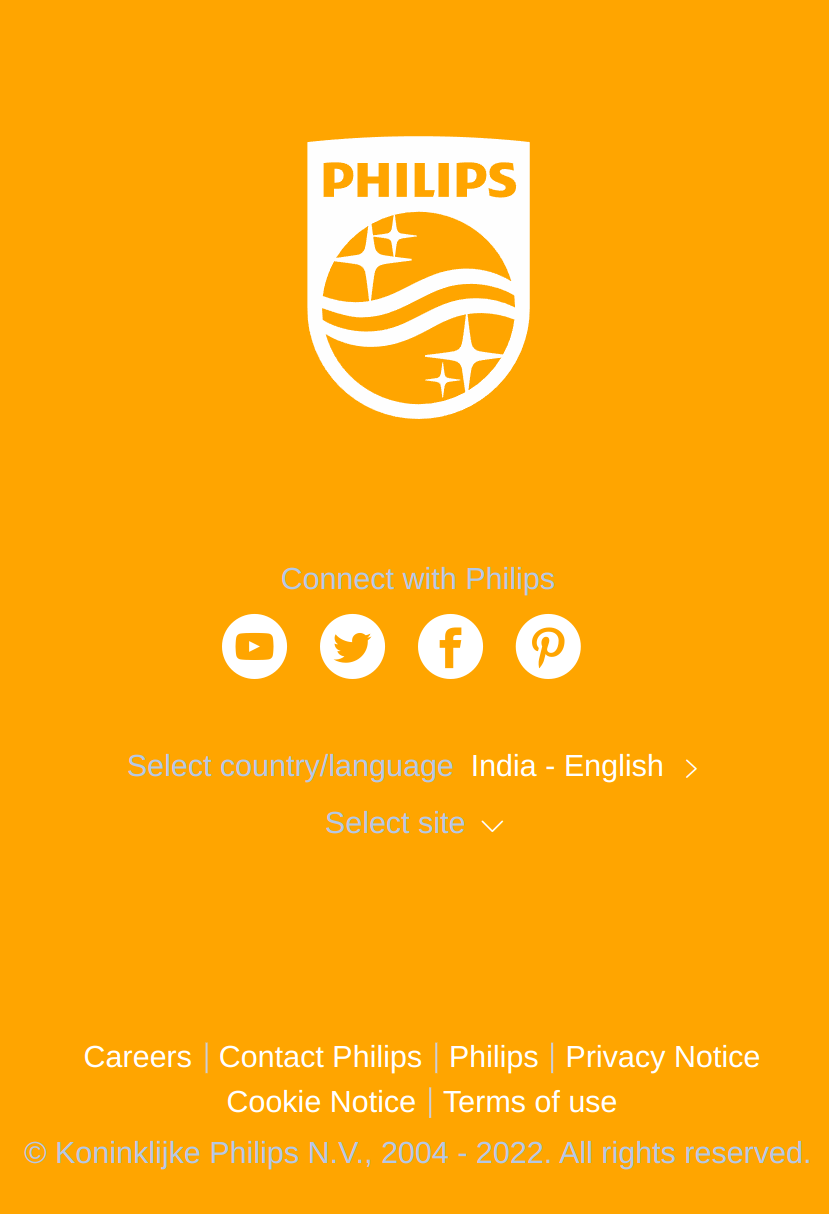 PHILIPS
Connect with Philips
Select country/language India - English
Select site
Careers | Contact Philips | Philips | Privacy Notice
Cookie Notice | Terms of use
© Koninklijke Philips N.V., 2004 - 2022. All rights reserved.